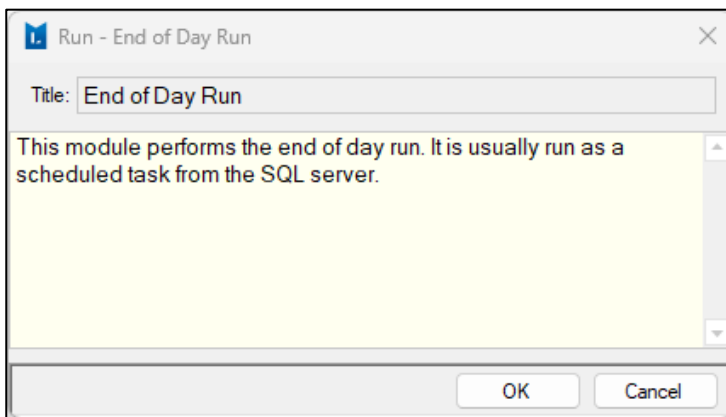 Run - End of Day Run
Title: End of Day Run
This module performs the end of day run. It is usually run as a
scheduled task from the SQL server.
OK Cancel